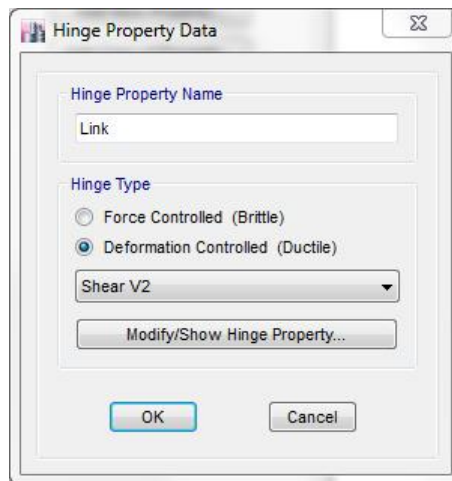 Hinge Property Data
Hinge Property Name
Link
Hinge Type
Force Controlled (Brittle)
Deformation Controlled (Ductile)
Shear V2
Modify/Show Hinge Property...
OK Cancel